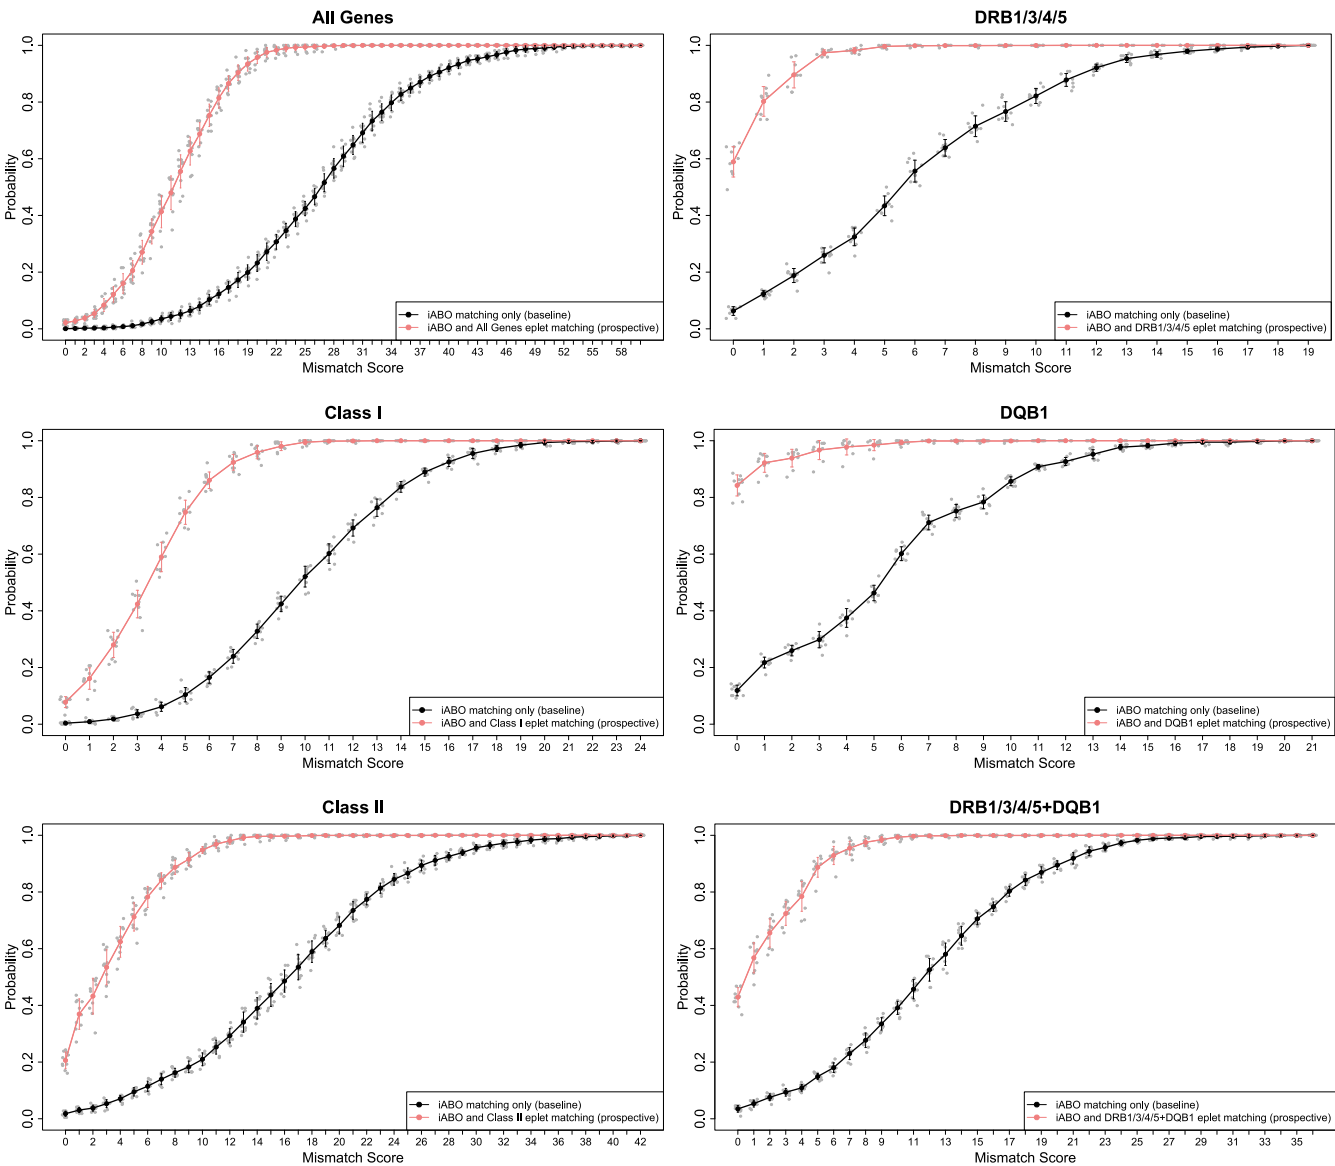 All Genes
Probability
0.0 0.2 0.4 0.6 0.8 1.0
0 2 4 6 8 10 13 16 19 22 25 28 31 34 37 40 43 46 49 52 55 58
Mismatch Score
iABO matching only (baseline)
iABO and All Genes eplet matching (prospective)
DRB1/3/4/5
Probability
0.0 0.2 0.4 0.6 0.8 1.0
0 1 2 3 4 5 6 7 8 9 10 11 12 13 14 15 16 17 18 19
Mismatch Score
iABO matching only (baseline)
iABO and DRB1/3/4/5 eplet matching (prospective)
Class I
Probability
0.0 0.2 0.4 0.6 0.8 1.0
0 1 2 3 4 5 6 7 8 9 10 11 12 13 14 15 16 17 18 19 20 21 22 23 24
Mismatch Score
iABO matching only (baseline)
iABO and Class I eplet matching (prospective)
DQB1
Probability
0.0 0.2 0.4 0.6 0.8 1.0
0 1 2 3 4 5 6 7 8 9 10 11 12 13 14 15 16 17 18 19 20 21
Mismatch Score
iABO matching only (baseline)
iABO and DQB1 eplet matching (prospective)
Class II
Probability
0.0 0.2 0.4 0.6 0.8 1.0
0 2 4 6 8 10 12 14 16 18 20 22 24 26 28 30 32 34 36 38 40 42
Mismatch Score
iABO matching only (baseline)
iABO and Class II eplet matching (prospective)
DRB1/3/4/5+DQB1
Probability
0.0 0.2 0.4 0.6 0.8 1.0
0 1 2 3 4 5 6 7 8 9 11 13 15 17 19 21 23 25 27 29 31 33 35
Mismatch Score
iABO matching only (baseline)
iABO and DRB1/3/4/5+DQB1 eplet matching (prospective)